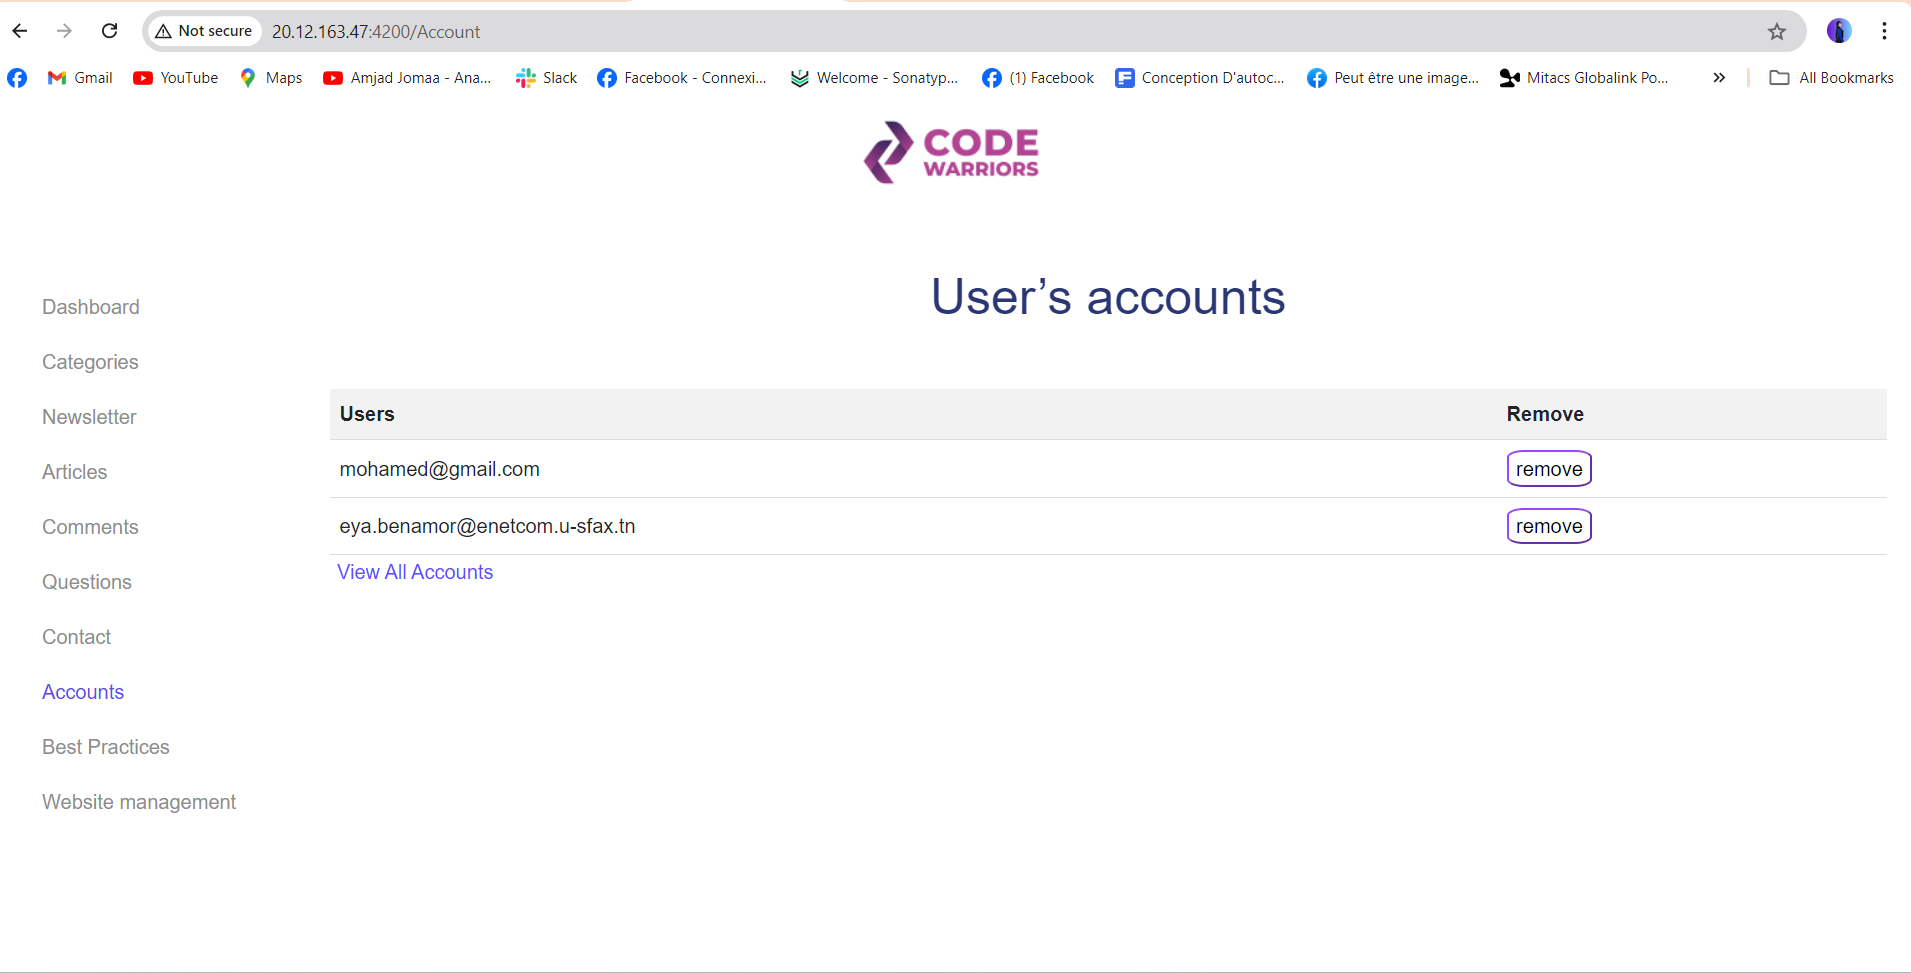 Not secure 20.12.163.47:4200/Account
Gmail YouTube Maps Amjad Jomaa - Ana... Slack Facebook - Connexi... Welcome - Sonatyp... (1) Facebook Conception D'autoc... Peut être une image... Mitacs Globalink Po... » All Bookmarks
CODE
WARRIORS
User’s accounts
Dashboard
Categories
Newsletter
Articles
Comments
Questions
Contact
Accounts
Best Practices
Website management
Users Remove
mohamed@gmail.com remove
eya.benamor@enetcom.u-sfax.tn remove
View All Accounts